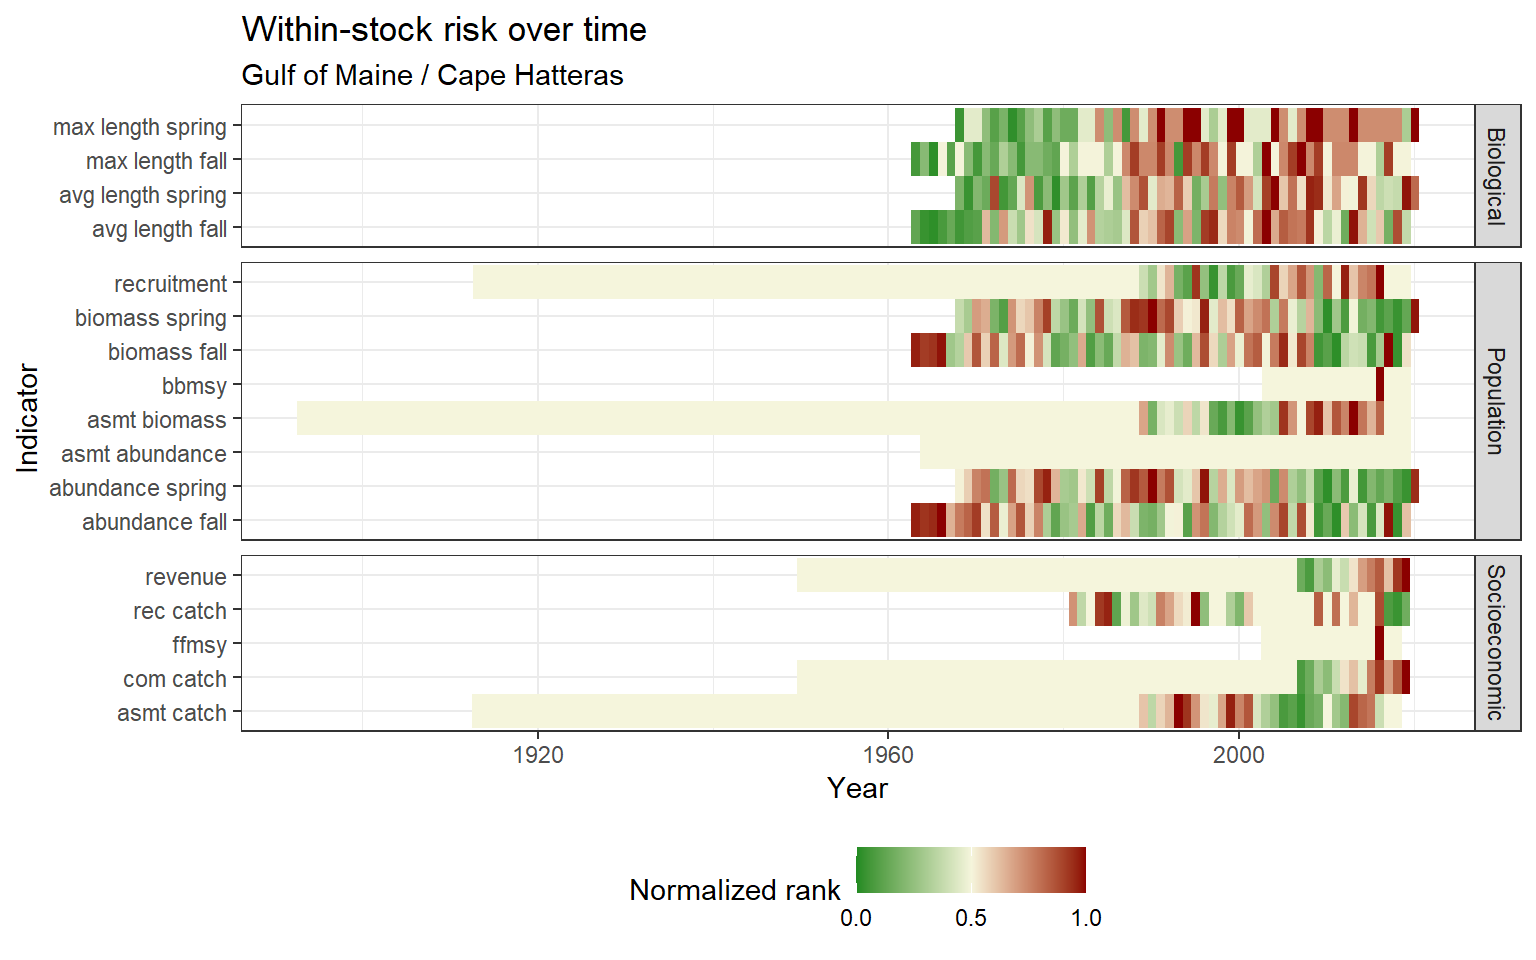 Within-stock risk over time
Gulf of Maine / Cape Hatteras
Indicator
max length spring
max length fall
avg length spring
avg length fall
Biological
recruitment
biomass spring
biomass fall
bbmsy
asmt biomass
asmt abundance
abundance spring
abundance fall
Population
revenue
rec catch
ffmsy
com catch
asmt catch
Socioeconomic
1920 1960 2000
Year
Normalized rank
0.0 0.5 1.0